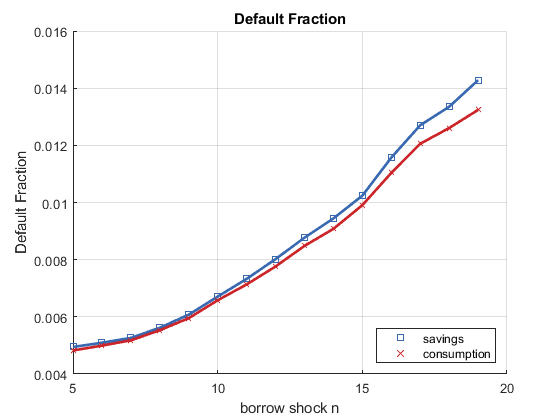 Default Fraction
0.016
0.014
0.012
0.01
0.008
0.006
0.004
Default Fraction
5
10
15
20
borrow shock n
savings
consumption